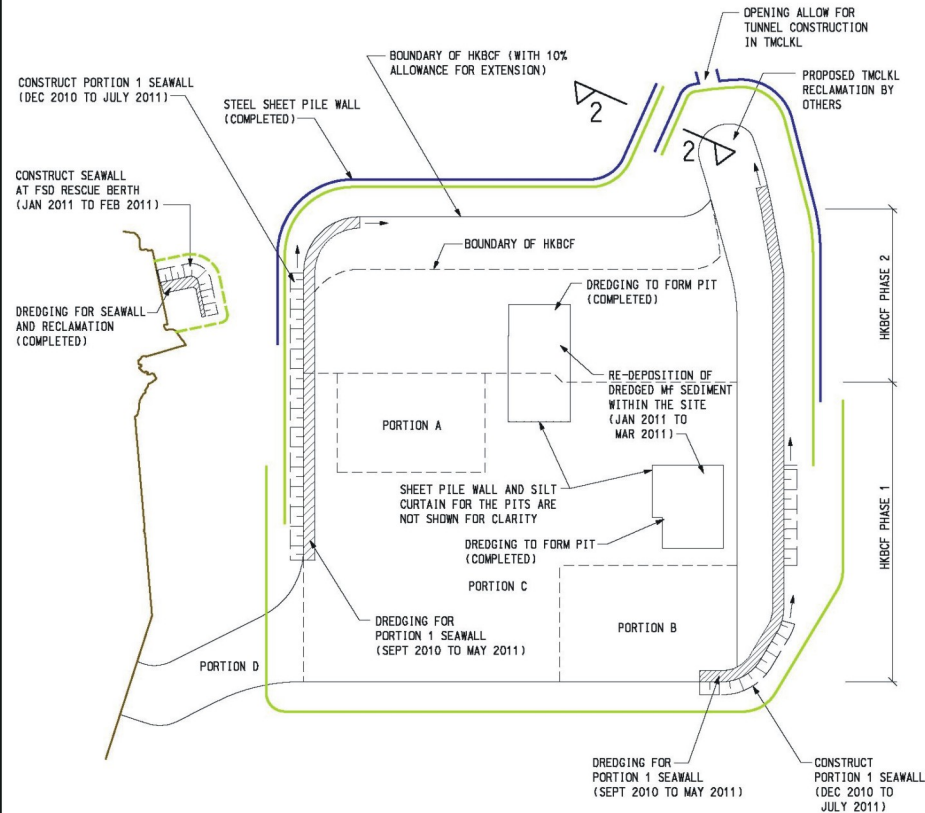 OPENING ALLOW FOR
TUNNEL CONSTRUCTION
IN TMCLKL
BOUNDARY OF HKBCF (WITH 10%
ALLOWANCE FOR EXTENSION)
PROPOSED TMCLKL
RECLAMATION BY
OTHERS
CONSTRUCT PORTION 1 SEAWALL
(DEC 2010 TO JULY 2011)
STEEL SHEET PILE WALL
(COMPLETED)
2
2
CONSTRUCT SEAWALL
AT FSD RESCUE BERTH
(JAN 2011 TO FEB 2011)
BOUNDARY OF HKBCF
HKBCF PHASE 2
DREDGING TO FORM PIT
(COMPLETED)
DREDGING FOR SEAWALL
AND RECLAMATION
(COMPLETED)
RE-DEPOSITION OF
DREDGED Mf SEDIMENT
WITHIN THE SITE
(JAN 2011 TO
MAR 2011)
PORTION A
SHEET PILE WALL AND SILT
CURTAIN FOR THE PITS ARE
NOT SHOWN FOR CLARITY
HKBCF PHASE 1
DREDGING TO FORM PIT
(COMPLETED)
PORTION C
DREDGING FOR
PORTION 1 SEAWALL
(SEPT 2010 TO MAY 2011)
PORTION B
PORTION D
DREDGING FOR
PORTION 1 SEAWALL
(SEPT 2010 TO MAY 2011)
CONSTRUCT
PORTION 1 SEAWALL
(DEC 2010 TO
JULY 2011)